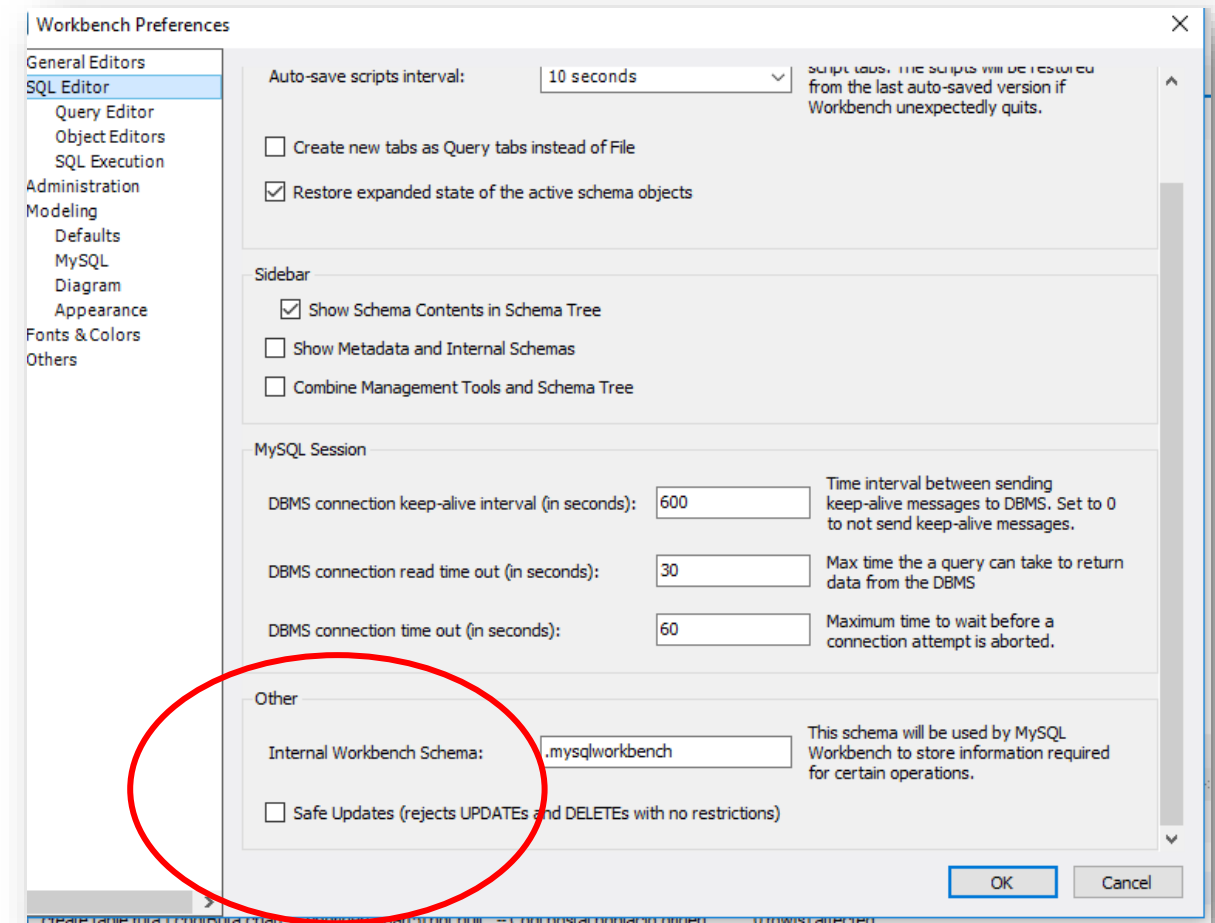 Workbench Preferences
General Editors
SQL Editor
Query Editor
Object Editors
SQL Execution
Administration
Modeling
Defaults
MySQL
Diagram
Appearance
Fonts & Colors
Others
Auto-save scripts interval:
10 seconds
script tabs. The scripts will be restored
from the last auto-saved version if
Workbench unexpectedly quits.
Create new tabs as Query tabs instead of File
Restore expanded state of the active schema objects
Sidebar
Show Schema Contents in Schema Tree
Show Metadata and Internal Schemas
Combine Management Tools and Schema Tree
MySQL Session
DBMS connection keep-alive interval (in seconds):
600
Time interval between sending
keep-alive messages to DBMS. Set to 0
to not send keep-alive messages.
DBMS connection read time out (in seconds):
30
Max time the a query can take to return
data from the DBMS
DBMS connection time out (in seconds):
60
Maximum time to wait before a
connection attempt is aborted.
Other
Internal Workbench Schema:
.mysqlworkbench
This schema will be used by MySQL
Workbench to store information required
for certain operations.
Safe Updates (rejects UPDATEs and DELETEs with no restrictions)
OK
Cancel